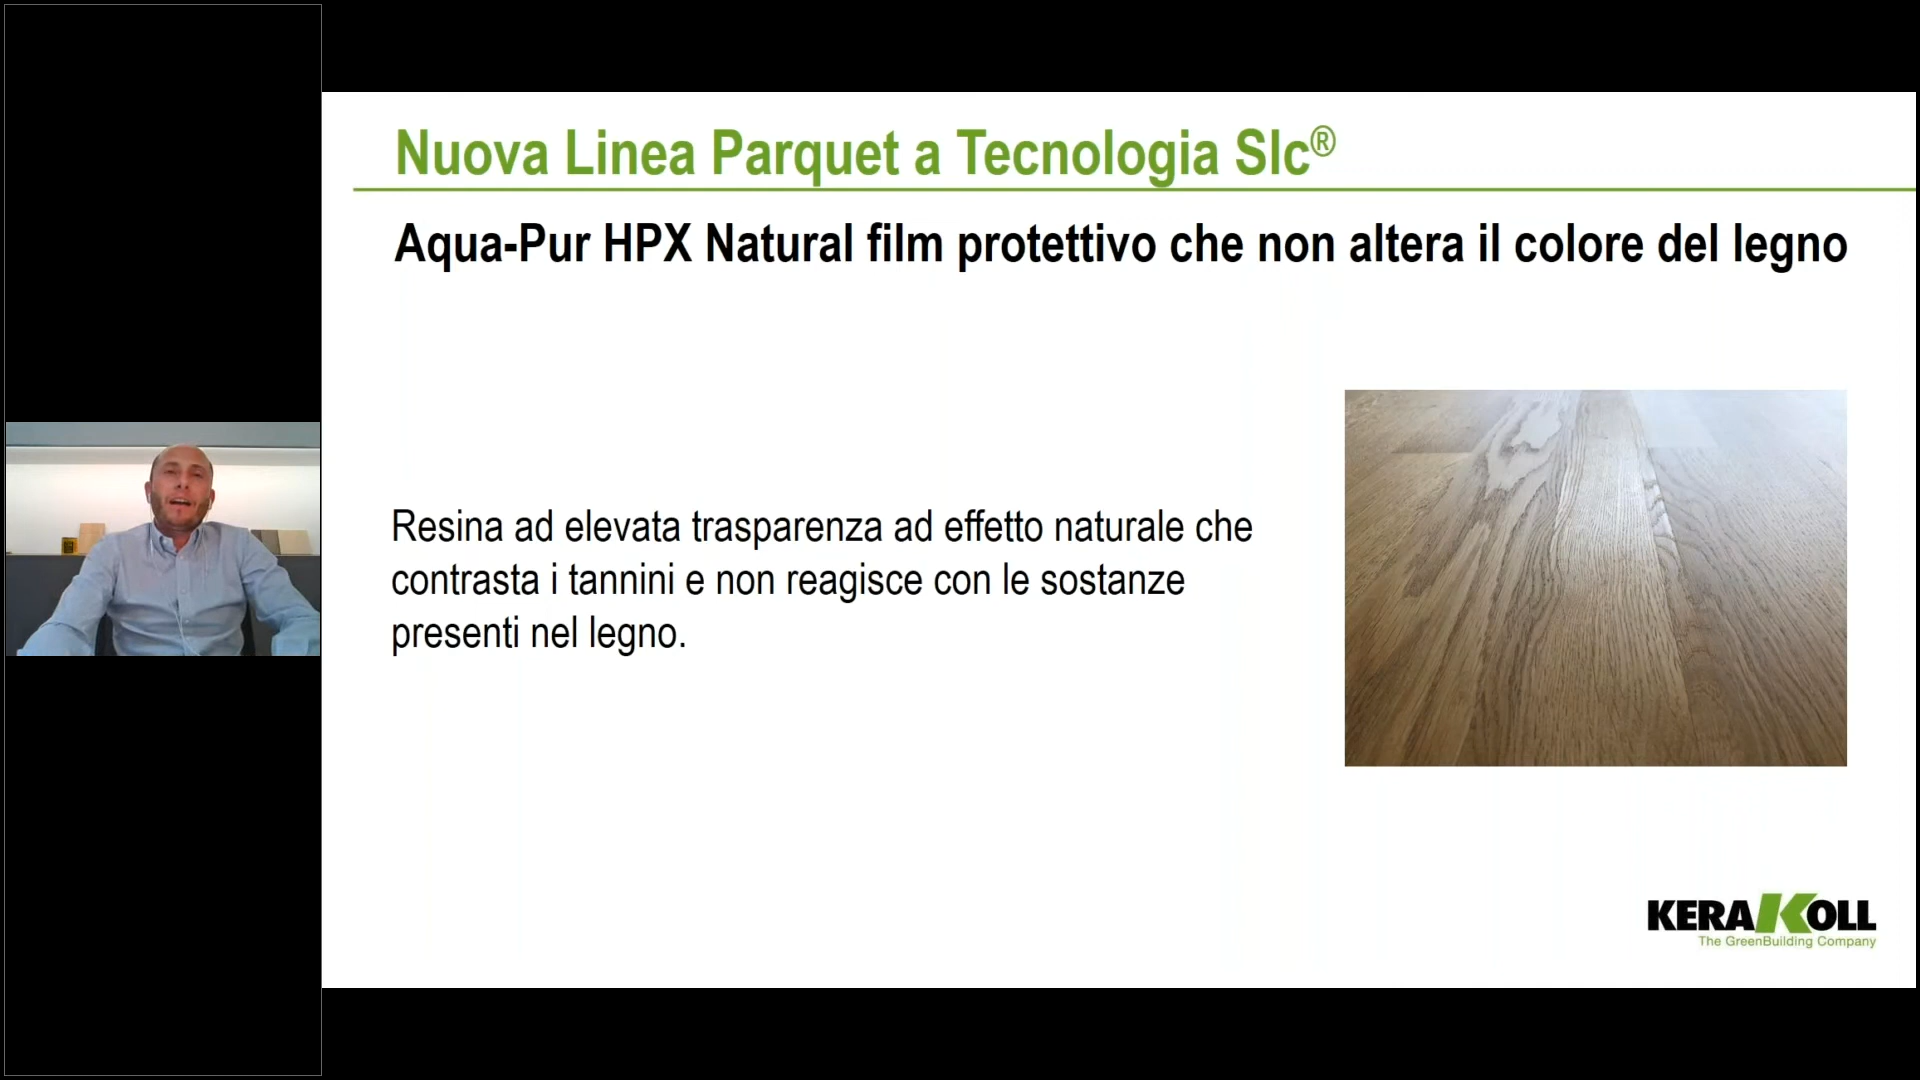 Nuova Linea Parquet a Tecnologia Slc®
Aqua-Pur HPX Natural film protettivo che non altera il colore del legno
Resina ad elevata trasparenza ad effetto naturale che
contrasta i tannini e non reagisce con le sostanze
presenti nel legno.
KERAKOLL
The GreenBuilding Company